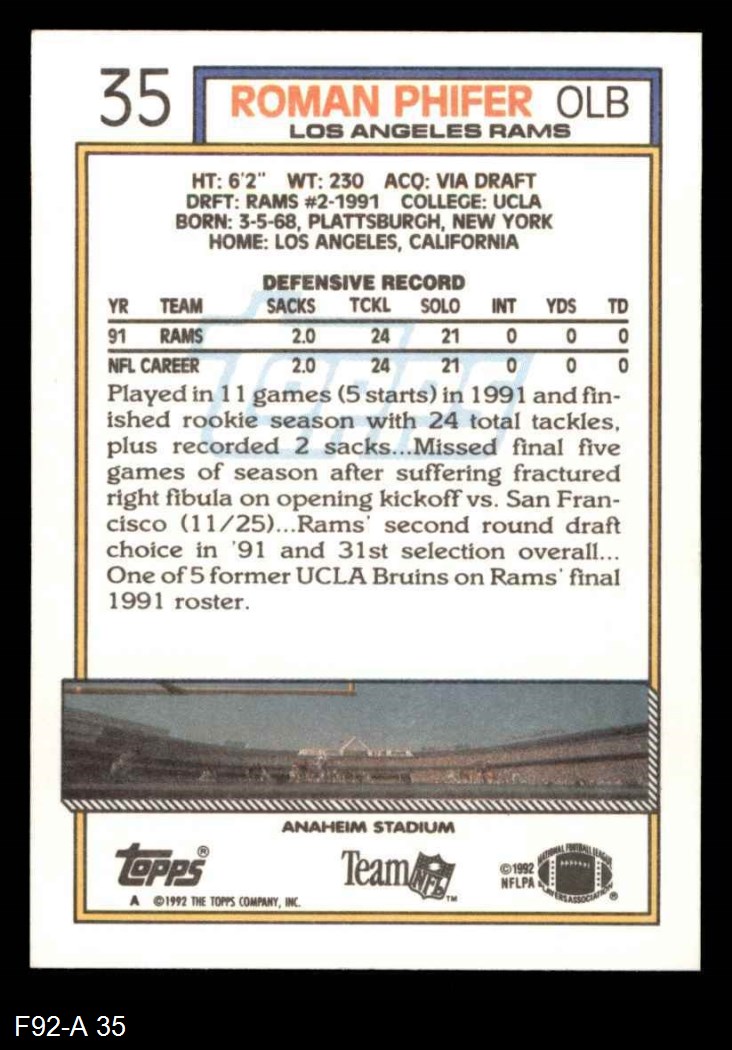 35
ROMAN PHIFER OLB
LOS ANGELES RAMS
HT: 6'2" WT: 230 ACQ: VIA DRAFT
DRFT: RAMS #2-1991 COLLEGE: UCLA
BORN: 3-5-68, PLATTSBURGH, NEW YORK
HOME: LOS ANGELES, CALIFORNIA
DEFENSIVE RECORD
YR TEAM SACKS TCKL SOLO INT YDS TD
91 RAMS 2.0 24 21 0 0 0
NFL CAREER 2.0 24 21 0 0 0
topps
Played in 11 games (5 starts) in 1991 and fin-
ished rookie season with 24 total tackles,
plus recorded 2 sacks...Missed final five
games of season after suffering fractured
right fibula on opening kickoff vs. San Fran-
cisco (11/25)...Rams' second round draft
choice in '91 and 31st selection overall...
One of 5 former UCLA Bruins on Rams' final
1991 roster.
ANAHEIM STADIUM
topps®
A ©1992 THE TOPPS COMPANY, INC.
Team NFL™
©1992
NFLPA
NATIONAL FOOTBALL LEAGUE
PLAYERS ASSOCIATION ®
F92-A 35